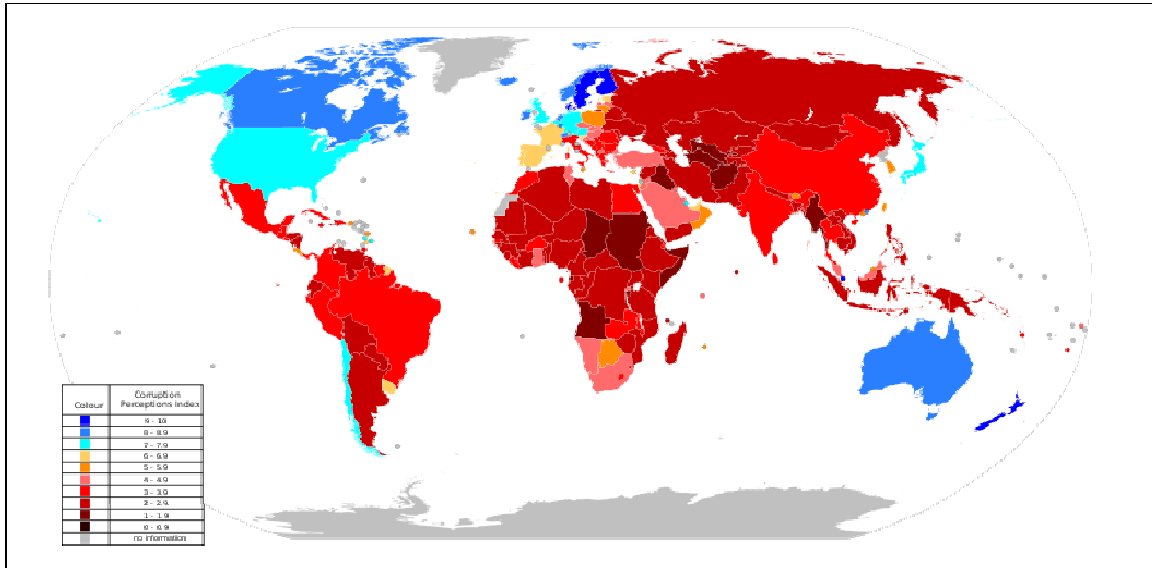 Colour
Corruption
Perceptions Index
9 - 10
8 - 8.9
7 - 7.9
6 - 6.9
5 - 5.9
4 - 4.9
3 - 3.9
2 - 2.9
1 - 1.9
0 - 0.9
no information